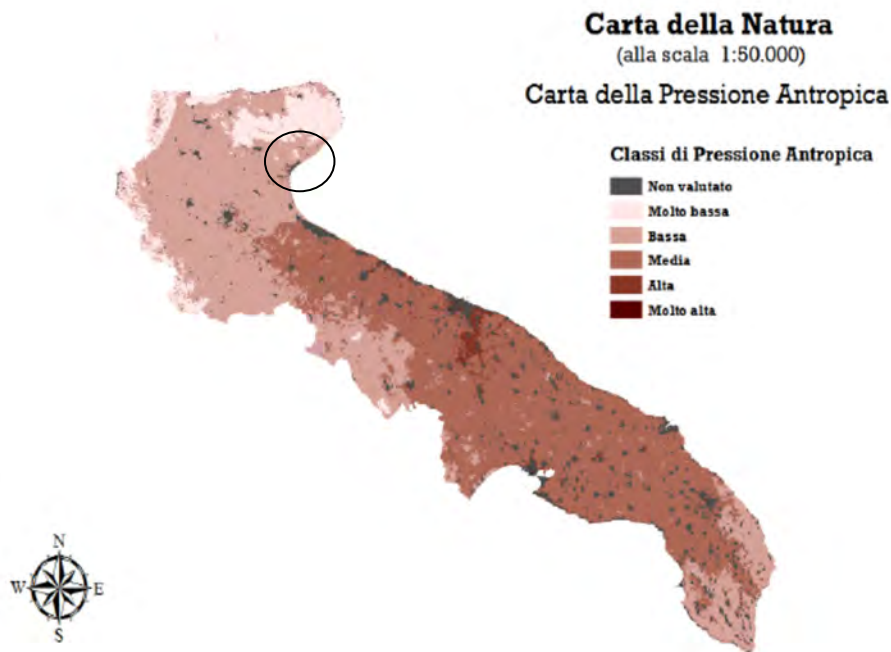 Carta della Natura
(alla scala 1:50.000)
Carta della Pressione Antropica
Classi di Pressione Antropica
Non valutato
Molto bassa
Bassa
Media
Alta
Molto alta
N
W E
S